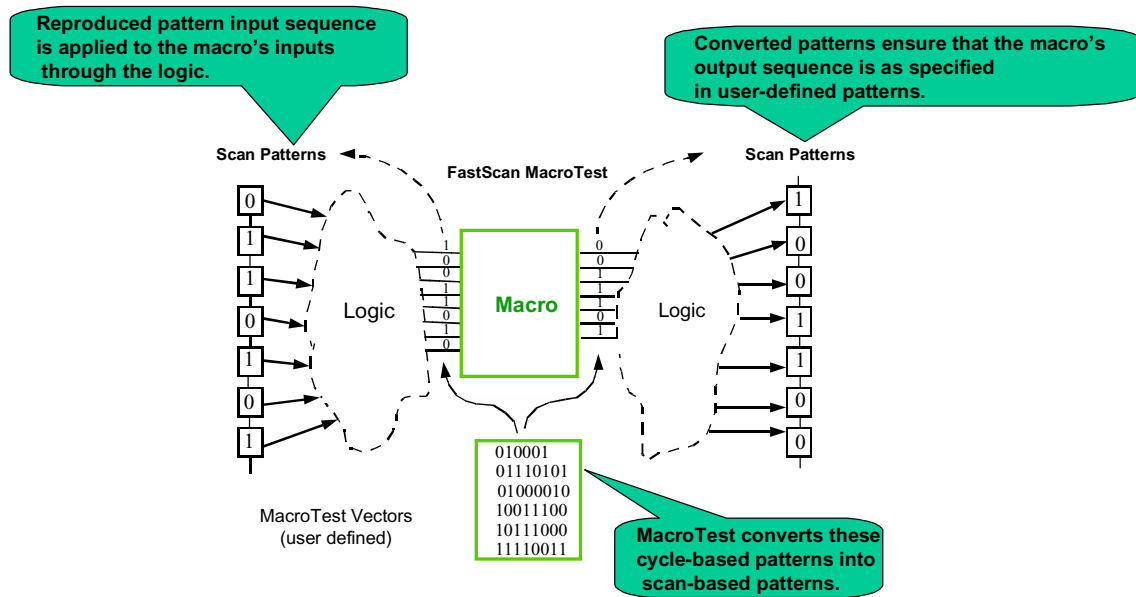 Reproduced pattern input sequence
is applied to the macro's inputs
through the logic.
Converted patterns ensure that the macro's
output sequence is as specified
in user-defined patterns.
Scan Patterns
FastScan MacroTest
Scan Patterns
0
1
1
0
1
0
1
Logic
1
0
0
1
1
0
1
0
Macro
0
0
1
1
1
0
1
Logic
1
0
0
1
1
0
0
MacroTest Vectors
(user defined)
010001
01110101
01000010
10011100
10111000
11110011
MacroTest converts these
cycle-based patterns into
scan-based patterns.